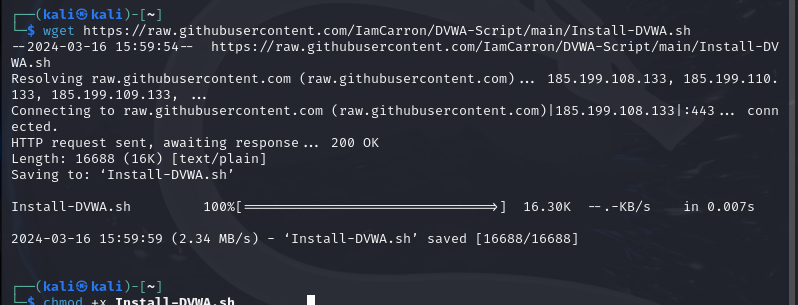 ┌──(kali㉿kali)-[~]
└─$ wget https://raw.githubusercontent.com/IamCarron/DVWA-Script/main/Install-DVWA.sh
--2024-03-16 15:59:54--  https://raw.githubusercontent.com/IamCarron/DVWA-Script/main/Install-DV
WA.sh
Resolving raw.githubusercontent.com (raw.githubusercontent.com)... 185.199.108.133, 185.199.110.
133, 185.199.109.133, ...
Connecting to raw.githubusercontent.com (raw.githubusercontent.com)|185.199.108.133|:443... conn
ected.
HTTP request sent, awaiting response... 200 OK
Length: 16688 (16K) [text/plain]
Saving to: ‘Install-DVWA.sh’
Install-DVWA.sh 100%[==============================>] 16.30K --.-KB/s in 0.007s
2024-03-16 15:59:59 (2.34 MB/s) - ‘Install-DVWA.sh’ saved [16688/16688]
┌──(kali㉿kali)-[~]
└─$ chmod +x Install-DVWA.sh